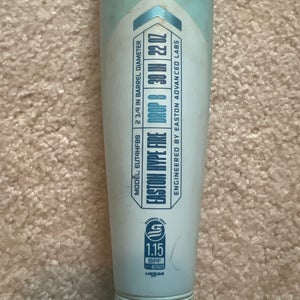 2 3/4 IN BARREL DIAMETER
MODEL: EUT4HFB8
EASTON HYPE FIRE
DROP 8
30 IN
22 OZ
ENGINEERED BY EASTON ADVANCED LABS
1.15
BPF